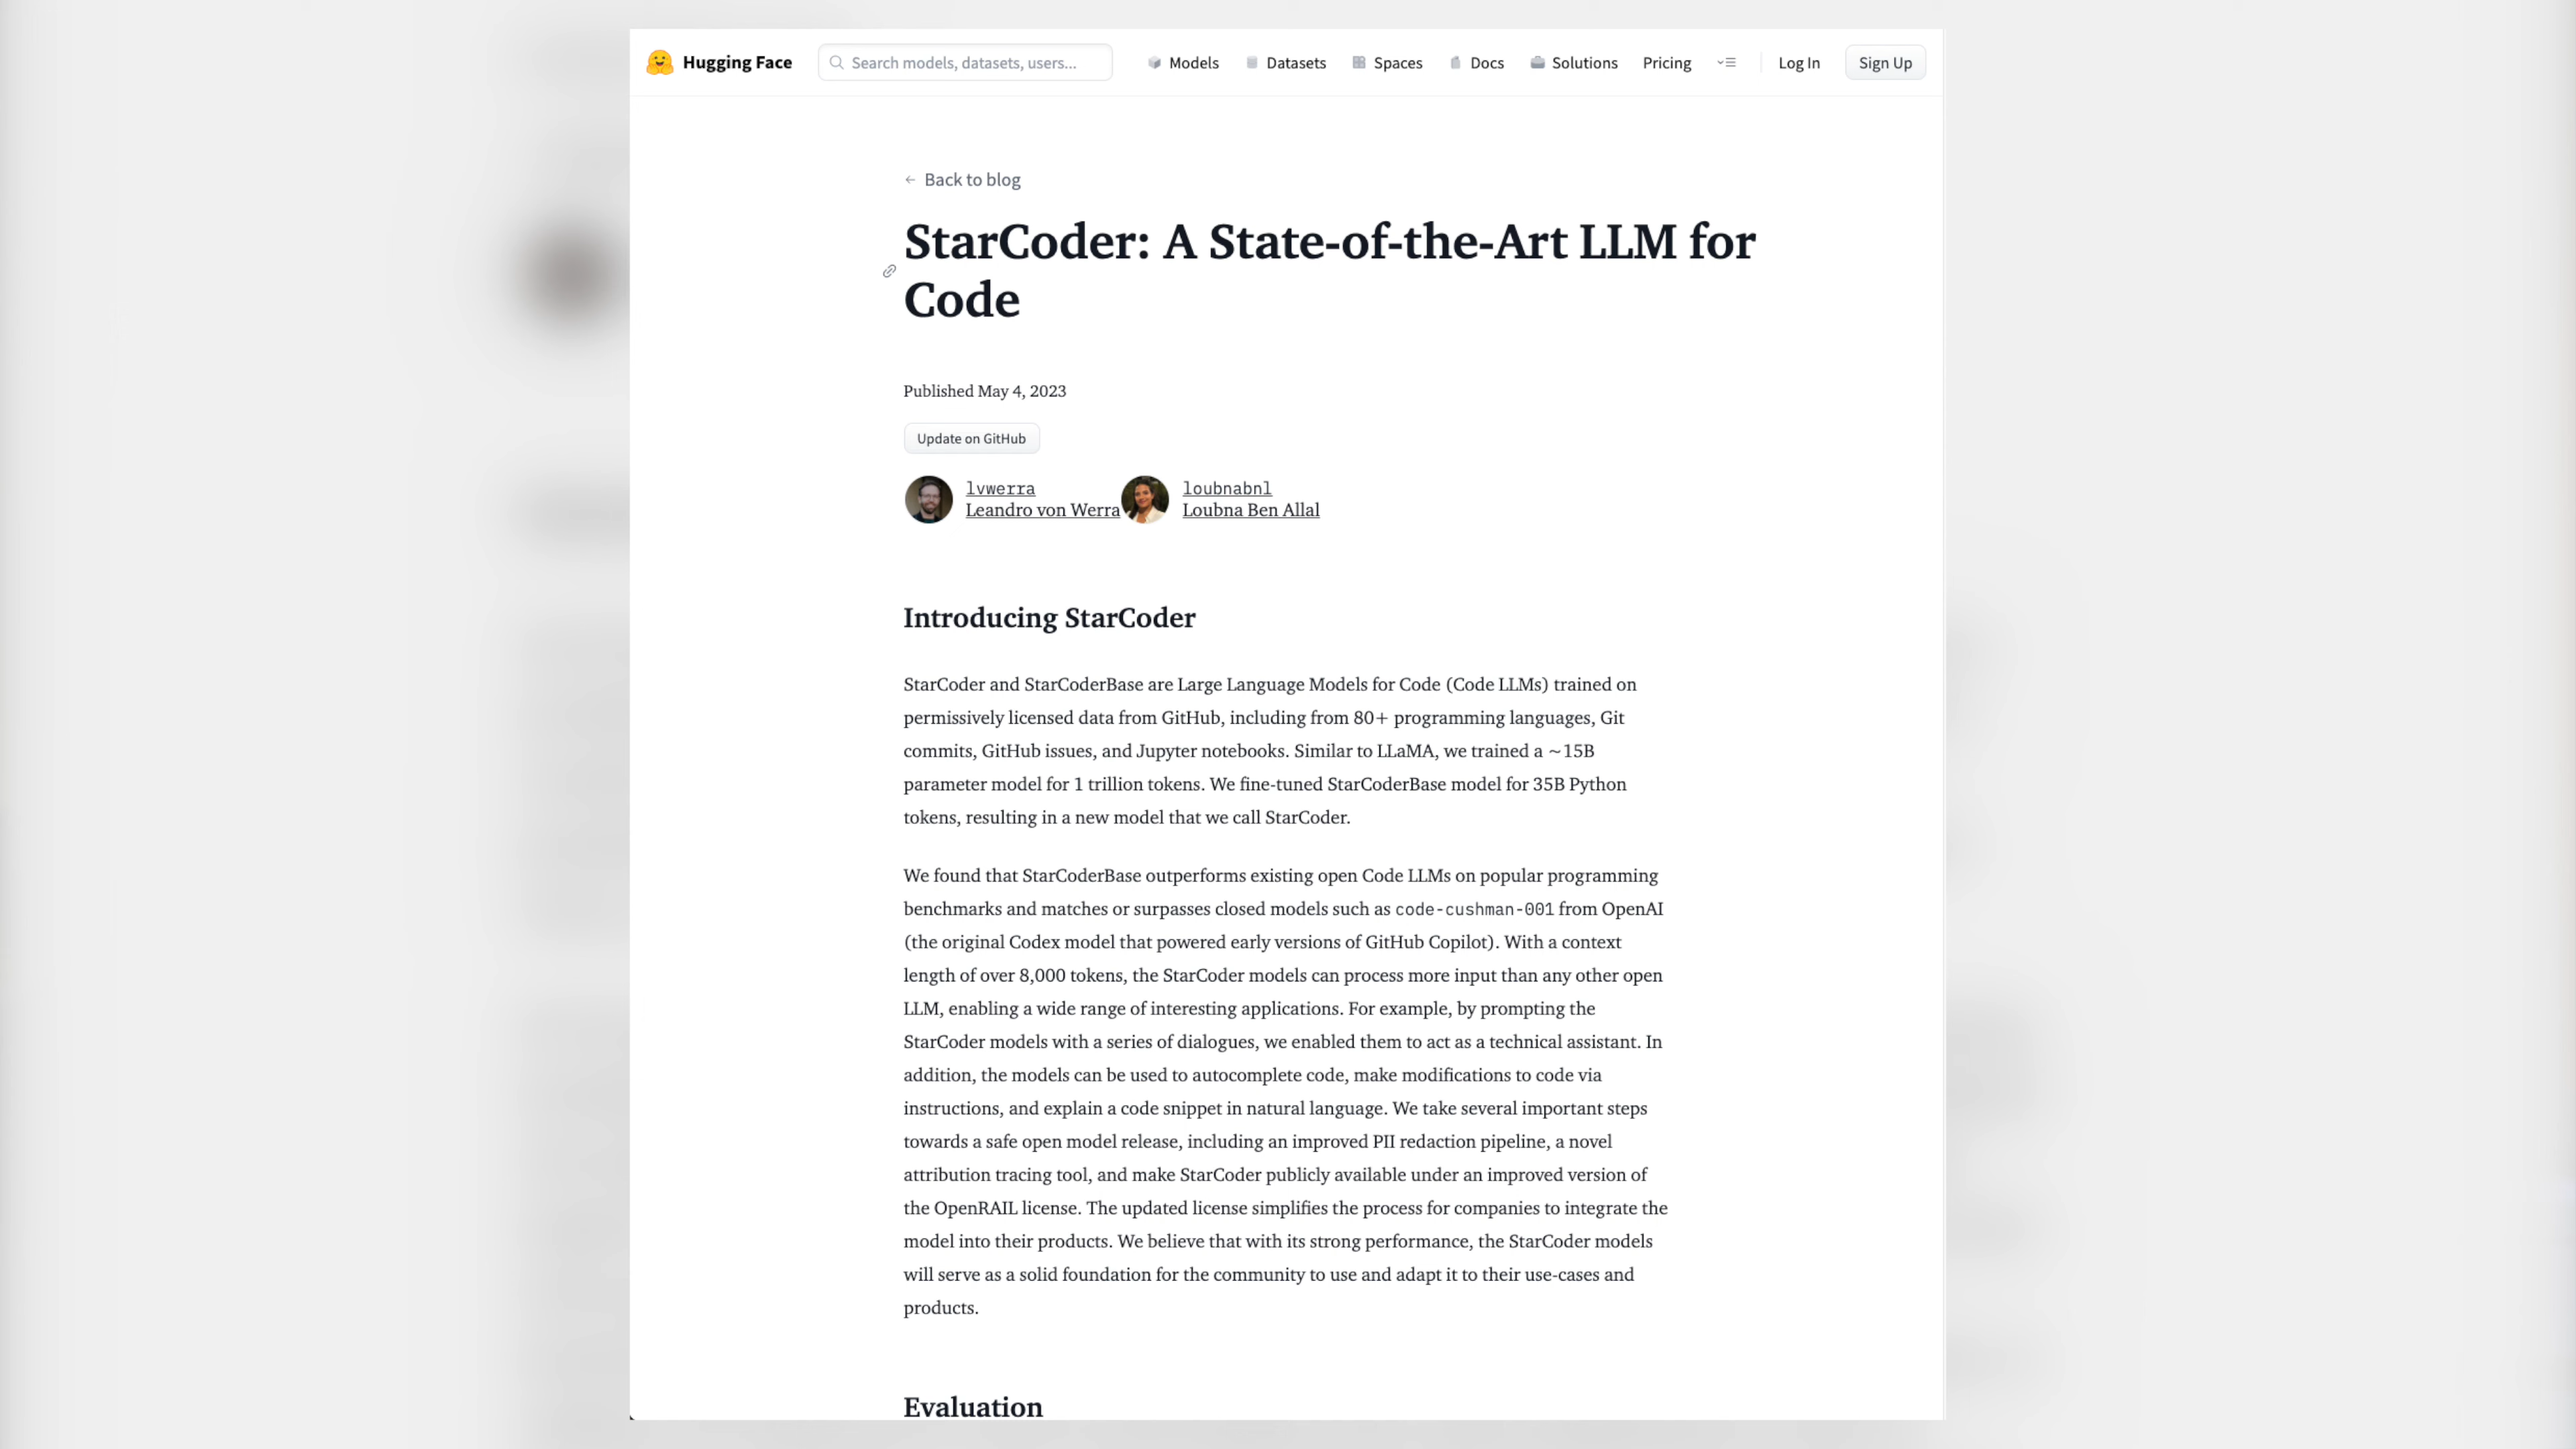 Hugging Face
Search models, datasets, users...
Models
Datasets
Spaces
Docs
Solutions
Pricing
Log In
Sign Up
← Back to blog
StarCoder: A State-of-the-Art LLM for
Code
Published May 4, 2023
Update on GitHub
lvwerra
Leandro von Werra
loubnabnl
Loubna Ben Allal
Introducing StarCoder
StarCoder and StarCoderBase are Large Language Models for Code (Code LLMs) trained on
permissively licensed data from GitHub, including from 80+ programming languages, Git
commits, GitHub issues, and Jupyter notebooks. Similar to LLaMA, we trained a ~15B
parameter model for 1 trillion tokens. We fine-tuned StarCoderBase model for 35B Python
tokens, resulting in a new model that we call StarCoder.
We found that StarCoderBase outperforms existing open Code LLMs on popular programming
benchmarks and matches or surpasses closed models such as code-cushman-001 from OpenAI
(the original Codex model that powered early versions of GitHub Copilot). With a context
length of over 8,000 tokens, the StarCoder models can process more input than any other open
LLM, enabling a wide range of interesting applications. For example, by prompting the
StarCoder models with a series of dialogues, we enabled them to act as a technical assistant. In
addition, the models can be used to autocomplete code, make modifications to code via
instructions, and explain a code snippet in natural language. We take several important steps
towards a safe open model release, including an improved PII redaction pipeline, a novel
attribution tracing tool, and make StarCoder publicly available under an improved version of
the OpenRAIL license. The updated license simplifies the process for companies to integrate the
model into their products. We believe that with its strong performance, the StarCoder models
will serve as a solid foundation for the community to use and adapt it to their use-cases and
products.
Evaluation